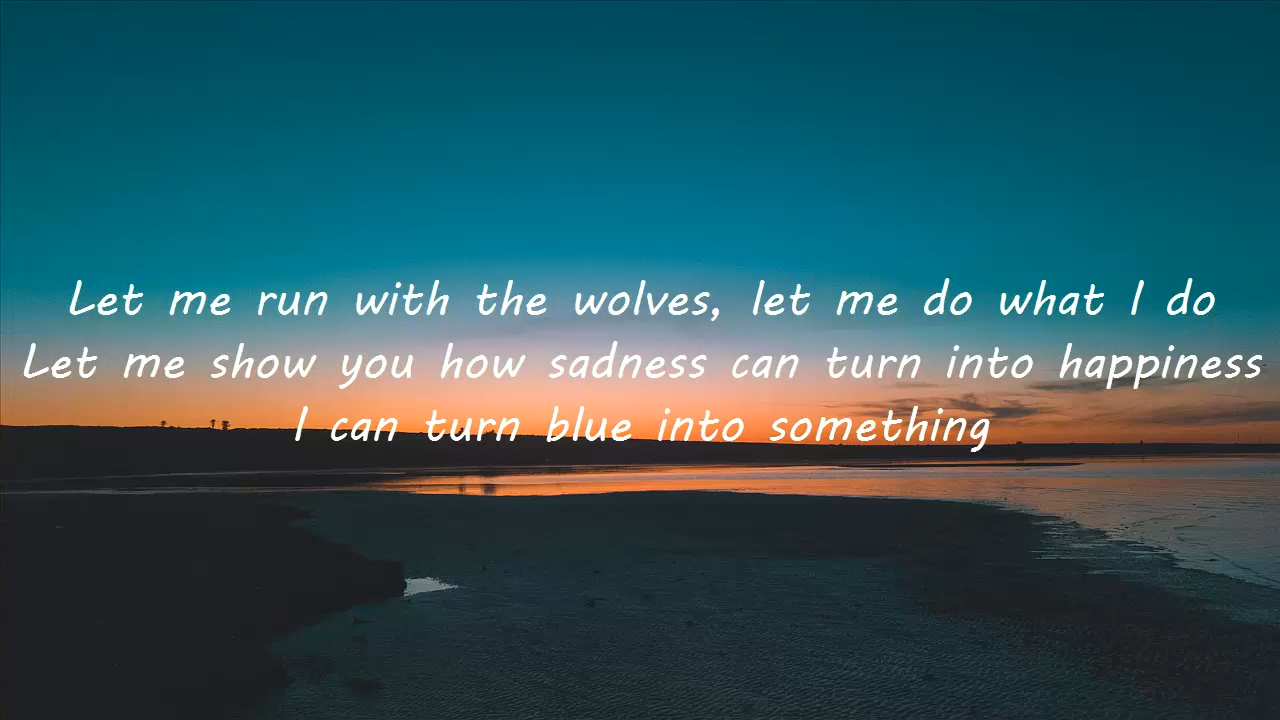 Let me run with the wolves, let me do what I do
Let me show you how sadness can turn into happiness
I can turn blue into something